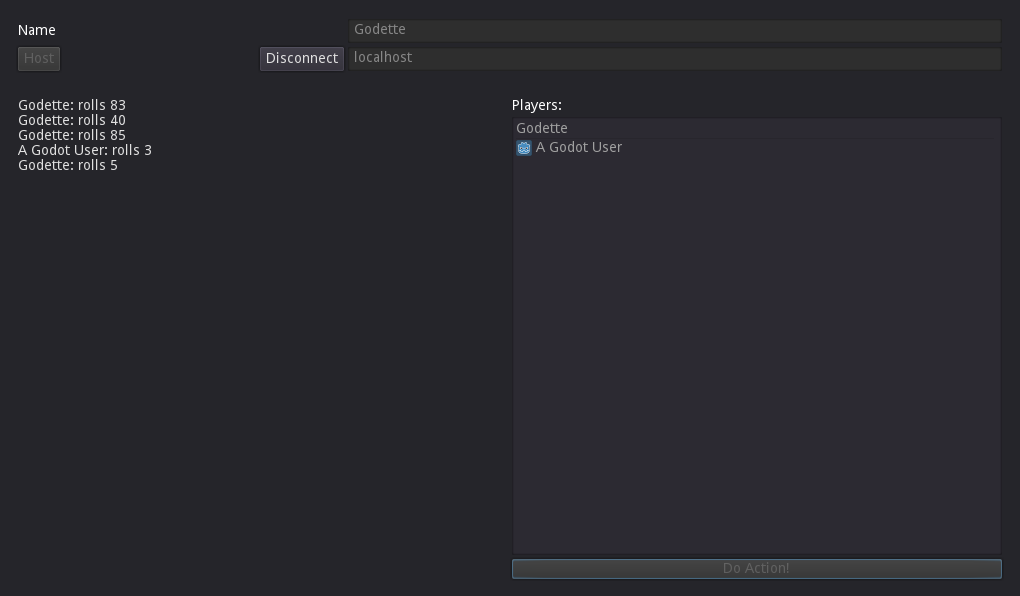 Name Godette
Host Disconnect localhost
Godette: rolls 83
Godette: rolls 40
Godette: rolls 85
A Godot User: rolls 3
Godette: rolls 5
Players:
Godette
A Godot User
Do Action!